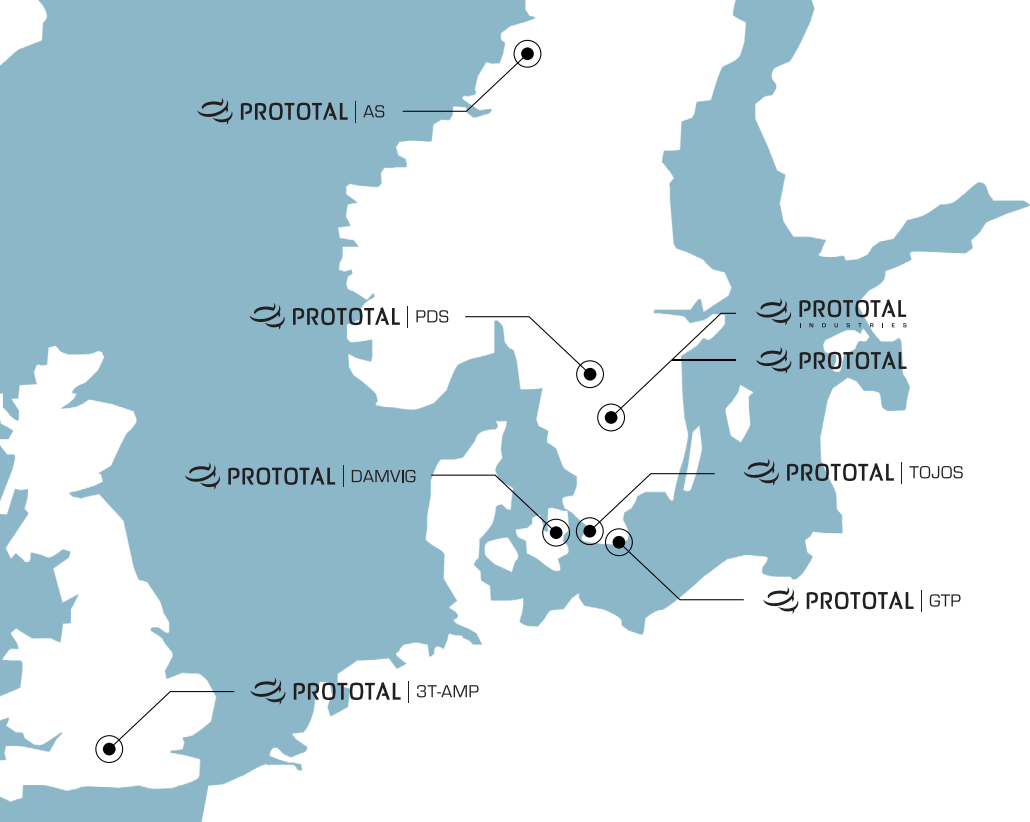 PROTOTAL | AS
PROTOTAL | PDS
PROTOTAL
INDUSTRIES
PROTOTAL
PROTOTAL | DAMVIG
PROTOTAL | TOJOS
PROTOTAL | GTP
PROTOTAL | 3T-AMP